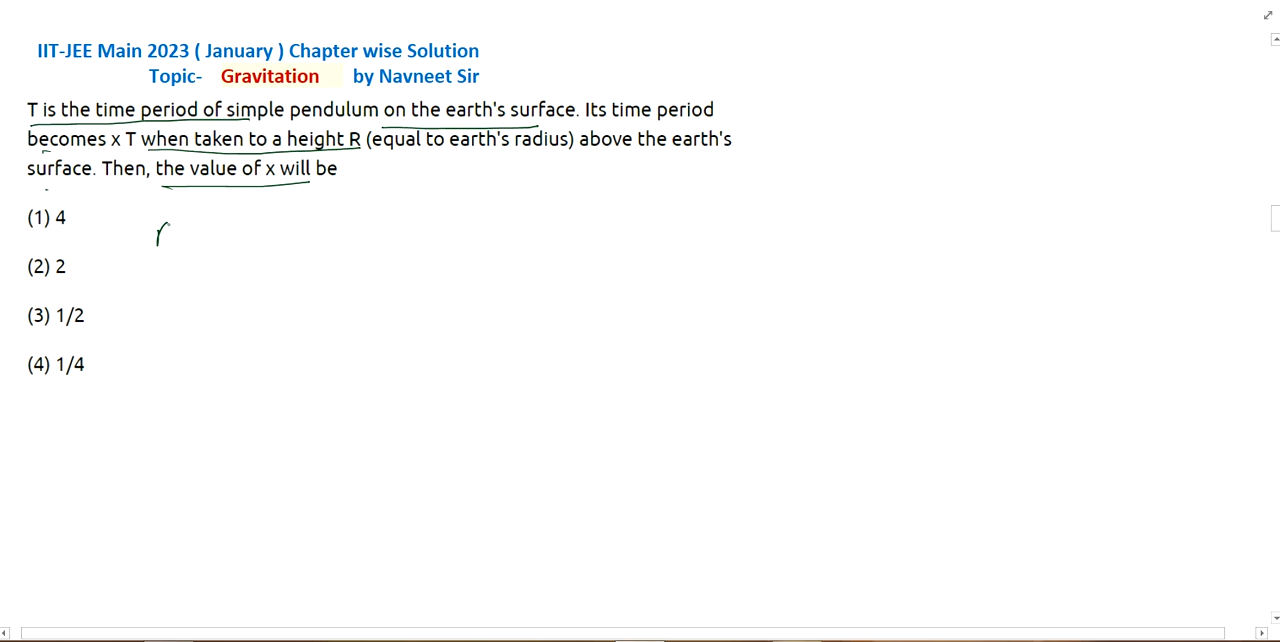 IIT-JEE Main 2023 ( January ) Chapter wise Solution
Topic- Gravitation by Navneet Sir
T is the time period of simple pendulum on the earth's surface. Its time period
becomes x T when taken to a height R (equal to earth's radius) above the earth's
surface. Then, the value of x will be
(1) 4
(2) 2
(3) 1/2
(4) 1/4